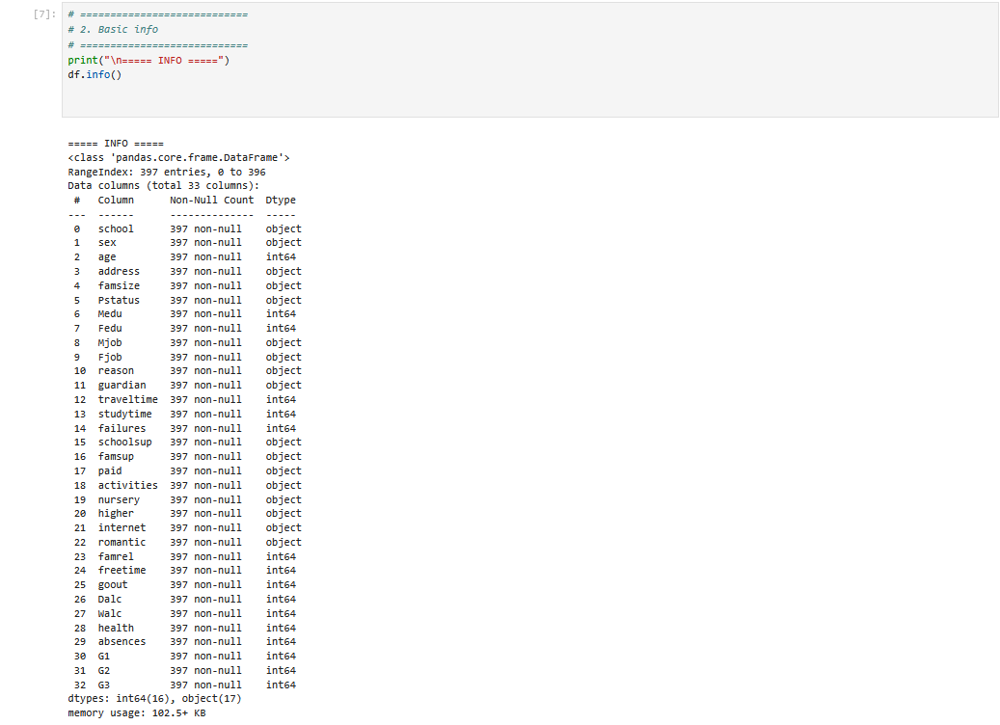 [7]: # ============================
# 2. Basic info
# ============================
print("\n===== INFO =====")
df.info()
===== INFO =====
<class 'pandas.core.frame.DataFrame'>
RangeIndex: 397 entries, 0 to 396
Data columns (total 33 columns):
 #   Column      Non-Null Count  Dtype
---  ------      --------------  -----
 0   school      397 non-null    object
 1   sex         397 non-null    object
 2   age         397 non-null    int64
 3   address     397 non-null    object
 4   famsize     397 non-null    object
 5   Pstatus     397 non-null    object
 6   Medu        397 non-null    int64
 7   Fedu        397 non-null    int64
 8   Mjob        397 non-null    object
 9   Fjob        397 non-null    object
 10  reason      397 non-null    object
 11  guardian    397 non-null    object
 12  traveltime  397 non-null    int64
 13  studytime   397 non-null    int64
 14  failures    397 non-null    int64
 15  schoolsup   397 non-null    object
 16  famsup      397 non-null    object
 17  paid        397 non-null    object
 18  activities  397 non-null    object
 19  nursery     397 non-null    object
 20  higher      397 non-null    object
 21  internet    397 non-null    object
 22  romantic    397 non-null    object
 23  famrel      397 non-null    int64
 24  freetime    397 non-null    int64
 25  goout       397 non-null    int64
 26  Dalc        397 non-null    int64
 27  Walc        397 non-null    int64
 28  health      397 non-null    int64
 29  absences    397 non-null    int64
 30  G1          397 non-null    int64
 31  G2          397 non-null    int64
 32  G3          397 non-null    int64
dtypes: int64(16), object(17)
memory usage: 102.5+ KB